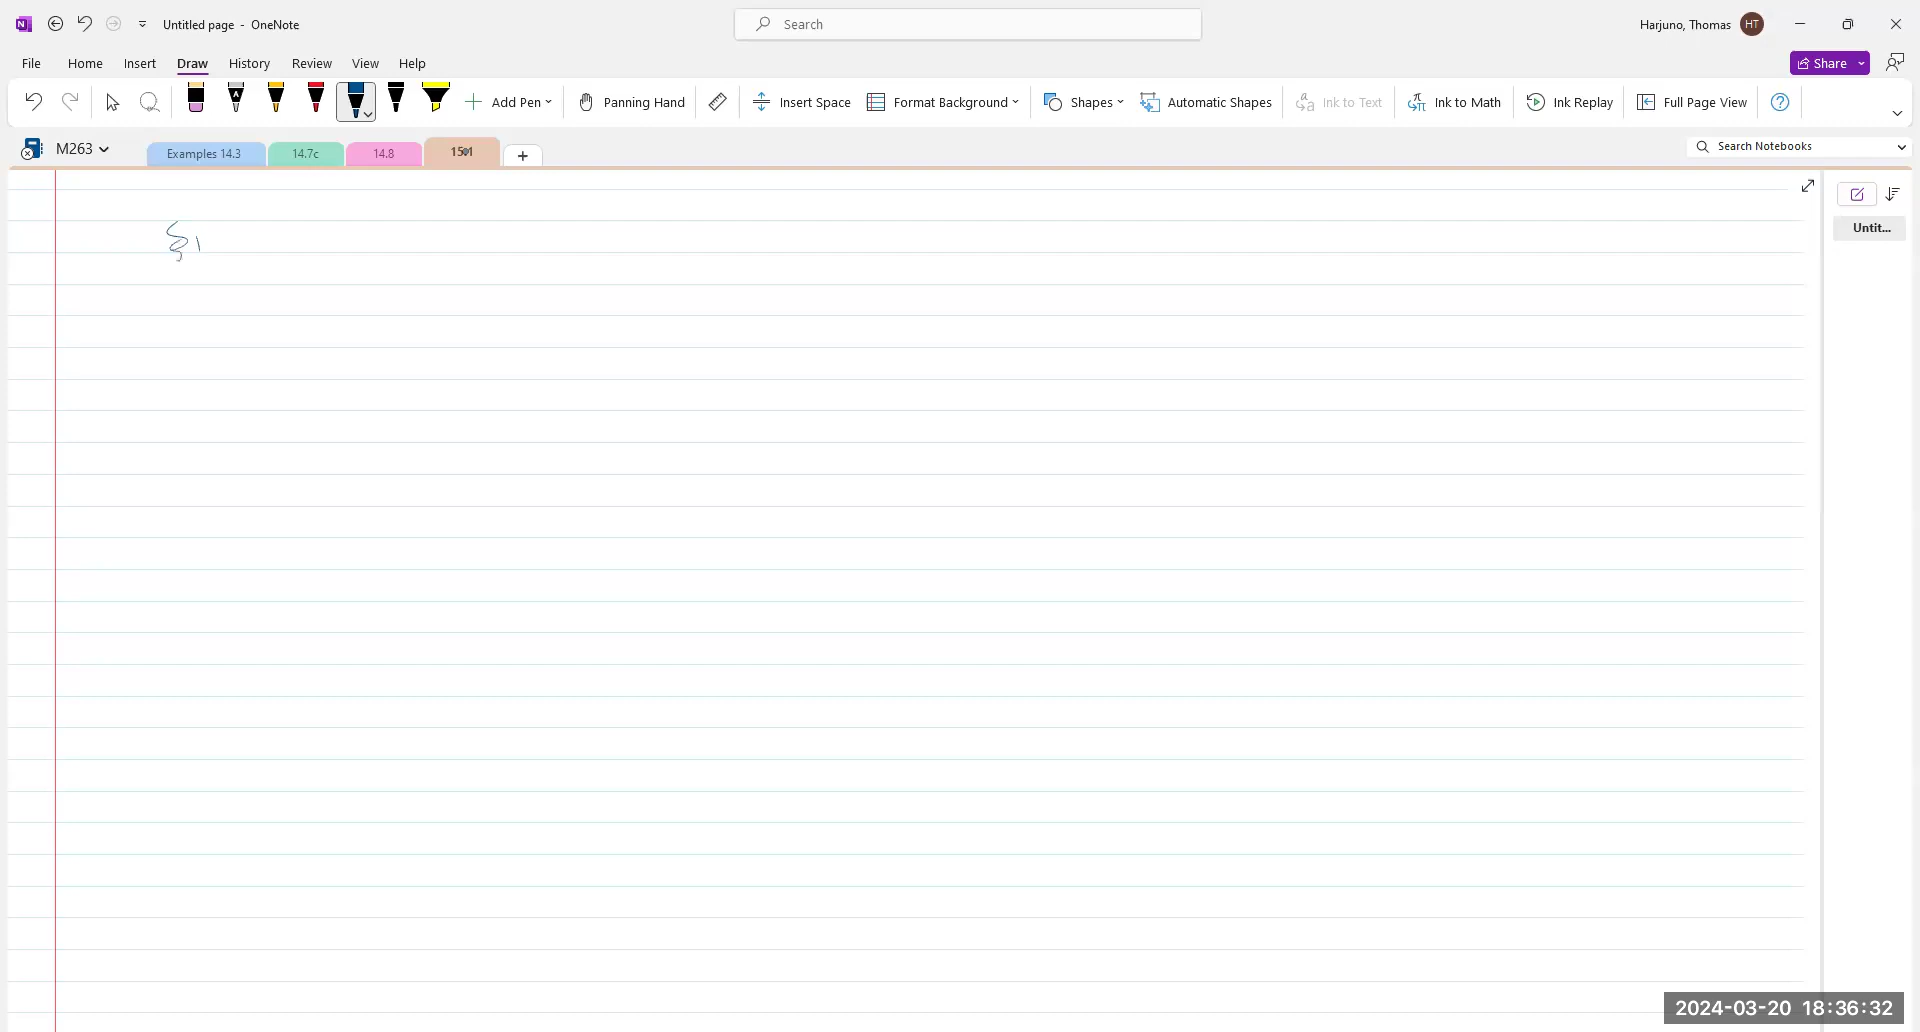 Untitled page - OneNote
Search
Harjuno, Thomas HT
File Home Insert Draw History Review View Help
Share
Add Pen Panning Hand Insert Space Format Background Shapes Automatic Shapes Ink to Text Ink to Math Ink Replay Full Page View
M263 Examples 14.3 14.7c 14.8 15.1
Search Notebooks
Untit...
§1
2024-03-20 18:36:32